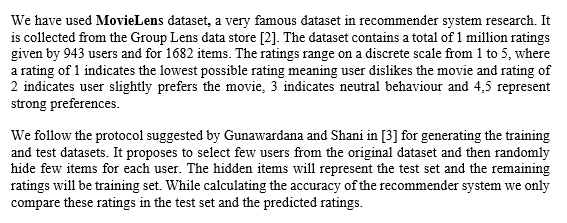 We have used MovieLens dataset, a very famous dataset in recommender system research. It
is collected from the Group Lens data store [2]. The dataset contains a total of 1 million ratings
given by 943 users and for 1682 items. The ratings range on a discrete scale from 1 to 5, where
a rating of 1 indicates the lowest possible rating meaning user dislikes the movie and rating of
2 indicates user slightly prefers the movie, 3 indicates neutral behaviour and 4,5 represent
strong preferences.
We follow the protocol suggested by Gunawardana and Shani in [3] for generating the training
and test datasets. It proposes to select few users from the original dataset and then randomly
hide few items for each user. The hidden items will represent the test set and the remaining
ratings will be training set. While calculating the accuracy of the recommender system we only
compare these ratings in the test set and the predicted ratings.